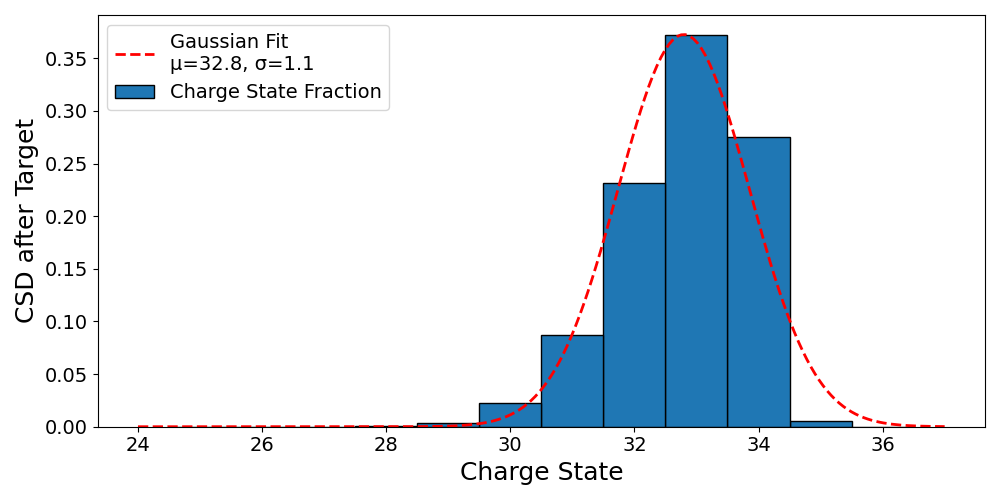 Gaussian Fit
μ=32.8, σ=1.1
Charge State Fraction
CSD after Target
0.35
0.30
0.25
0.20
0.15
0.10
0.05
0.00
24 26 28 30 32 34 36
Charge State